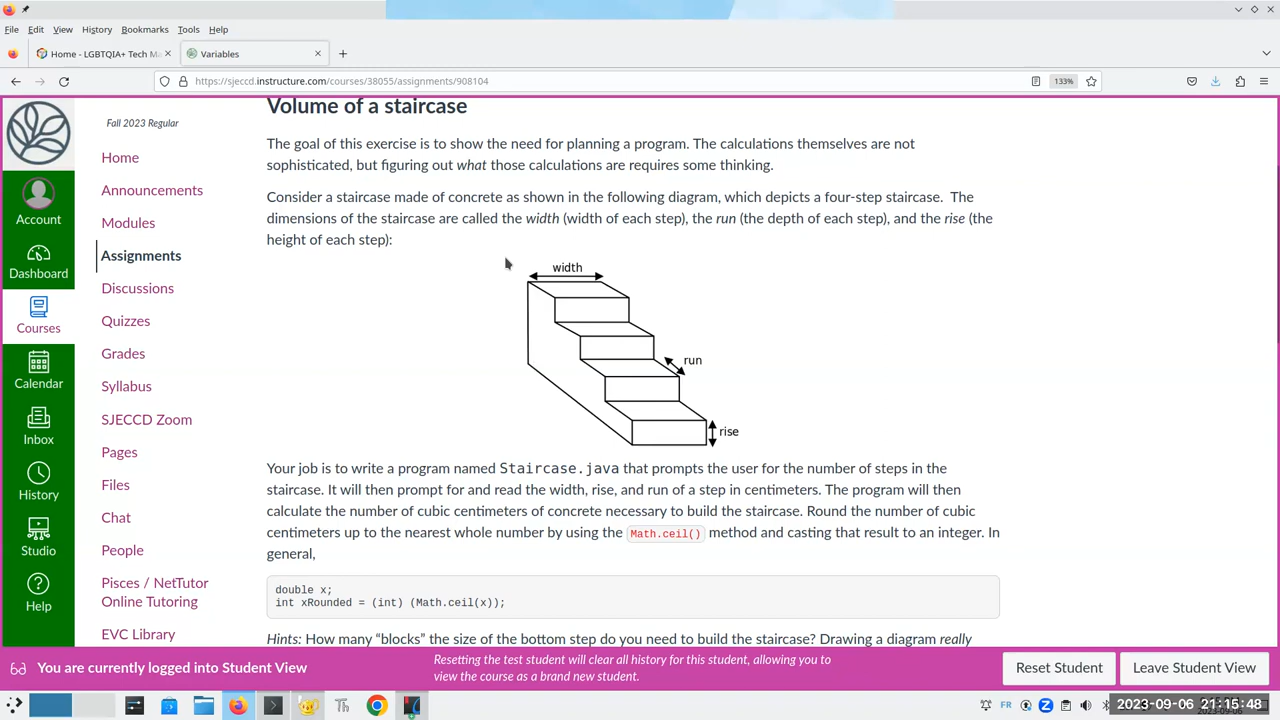 File Edit View History Bookmarks Tools Help
Home - LGBTQIA+ Tech Ma
Variables
https://sjeccd.instructure.com/courses/38055/assignments/908104
133%
Account
Dashboard
Courses
Calendar
Inbox
History
Studio
Help
Fall 2023 Regular
Home
Announcements
Modules
Assignments
Discussions
Quizzes
Grades
Syllabus
SJECCD Zoom
Pages
Files
Chat
People
Pisces / NetTutor
Online Tutoring
EVC Library
Volume of a staircase
The goal of this exercise is to show the need for planning a program. The calculations themselves are not
sophisticated, but figuring out what those calculations are requires some thinking.
Consider a staircase made of concrete as shown in the following diagram, which depicts a four-step staircase. The
dimensions of the staircase are called the width (width of each step), the run (the depth of each step), and the rise (the
height of each step):
width
run
rise
Your job is to write a program named Staircase.java that prompts the user for the number of steps in the
staircase. It will then prompt for and read the width, rise, and run of a step in centimeters. The program will then
calculate the number of cubic centimeters of concrete necessary to build the staircase. Round the number of cubic
centimeters up to the nearest whole number by using the Math.ceil() method and casting that result to an integer. In
general,
double x;
int xRounded = (int) (Math.ceil(x));
Hints: How many “blocks” the size of the bottom step do you need to build the staircase? Drawing a diagram really
You are currently logged into Student View
Resetting the test student will clear all history for this student, allowing you to
view the course as a brand new student.
Reset Student
Leave Student View
Th
FR
2023-09-06 21:15:48